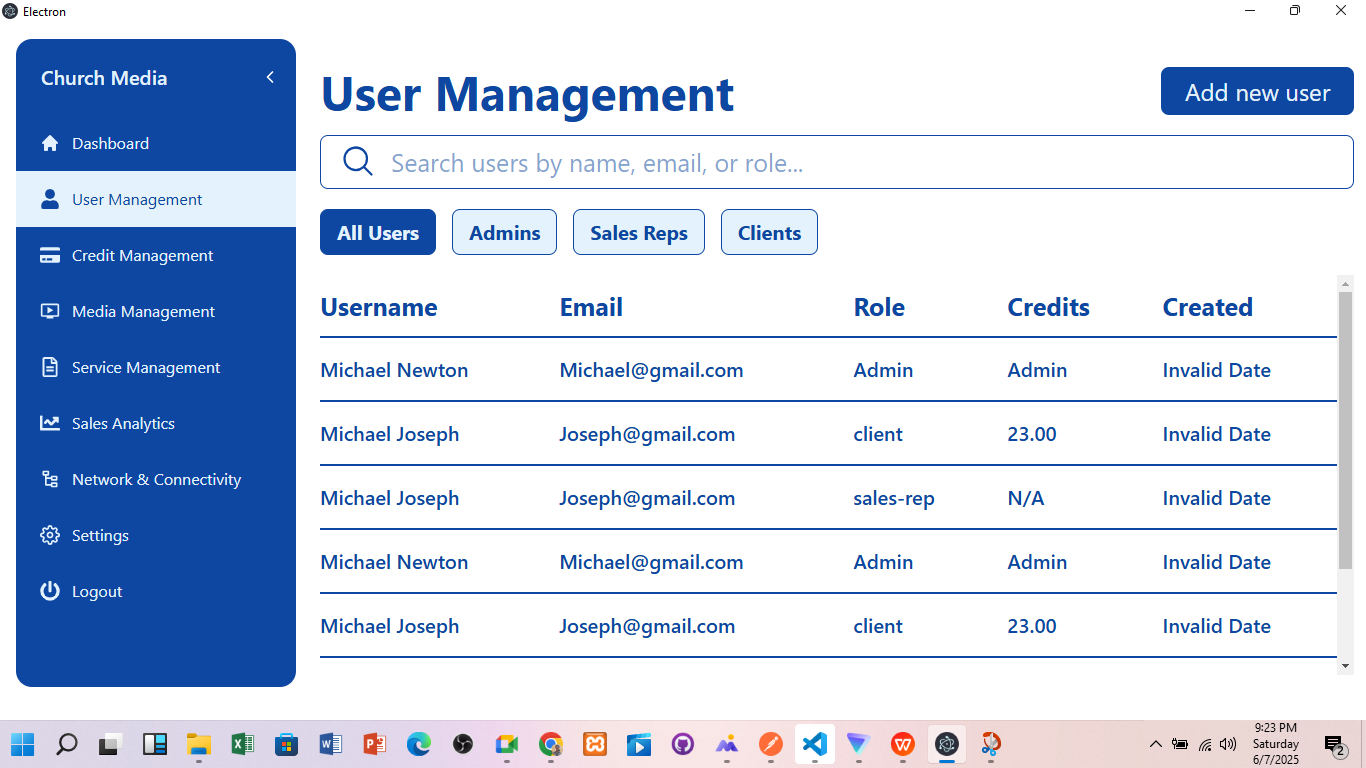 Electron
Church Media
Dashboard
User Management
Credit Management
Media Management
Service Management
Sales Analytics
Network & Connectivity
Settings
Logout
User Management
Add new user
Search users by name, email, or role...
All Users Admins Sales Reps Clients
Username Email Role Credits Created
Michael Newton Michael@gmail.com Admin Admin Invalid Date
Michael Joseph Joseph@gmail.com client 23.00 Invalid Date
Michael Joseph Joseph@gmail.com sales-rep N/A Invalid Date
Michael Newton Michael@gmail.com Admin Admin Invalid Date
Michael Joseph Joseph@gmail.com client 23.00 Invalid Date
9:23 PM
Saturday
6/7/2025
2